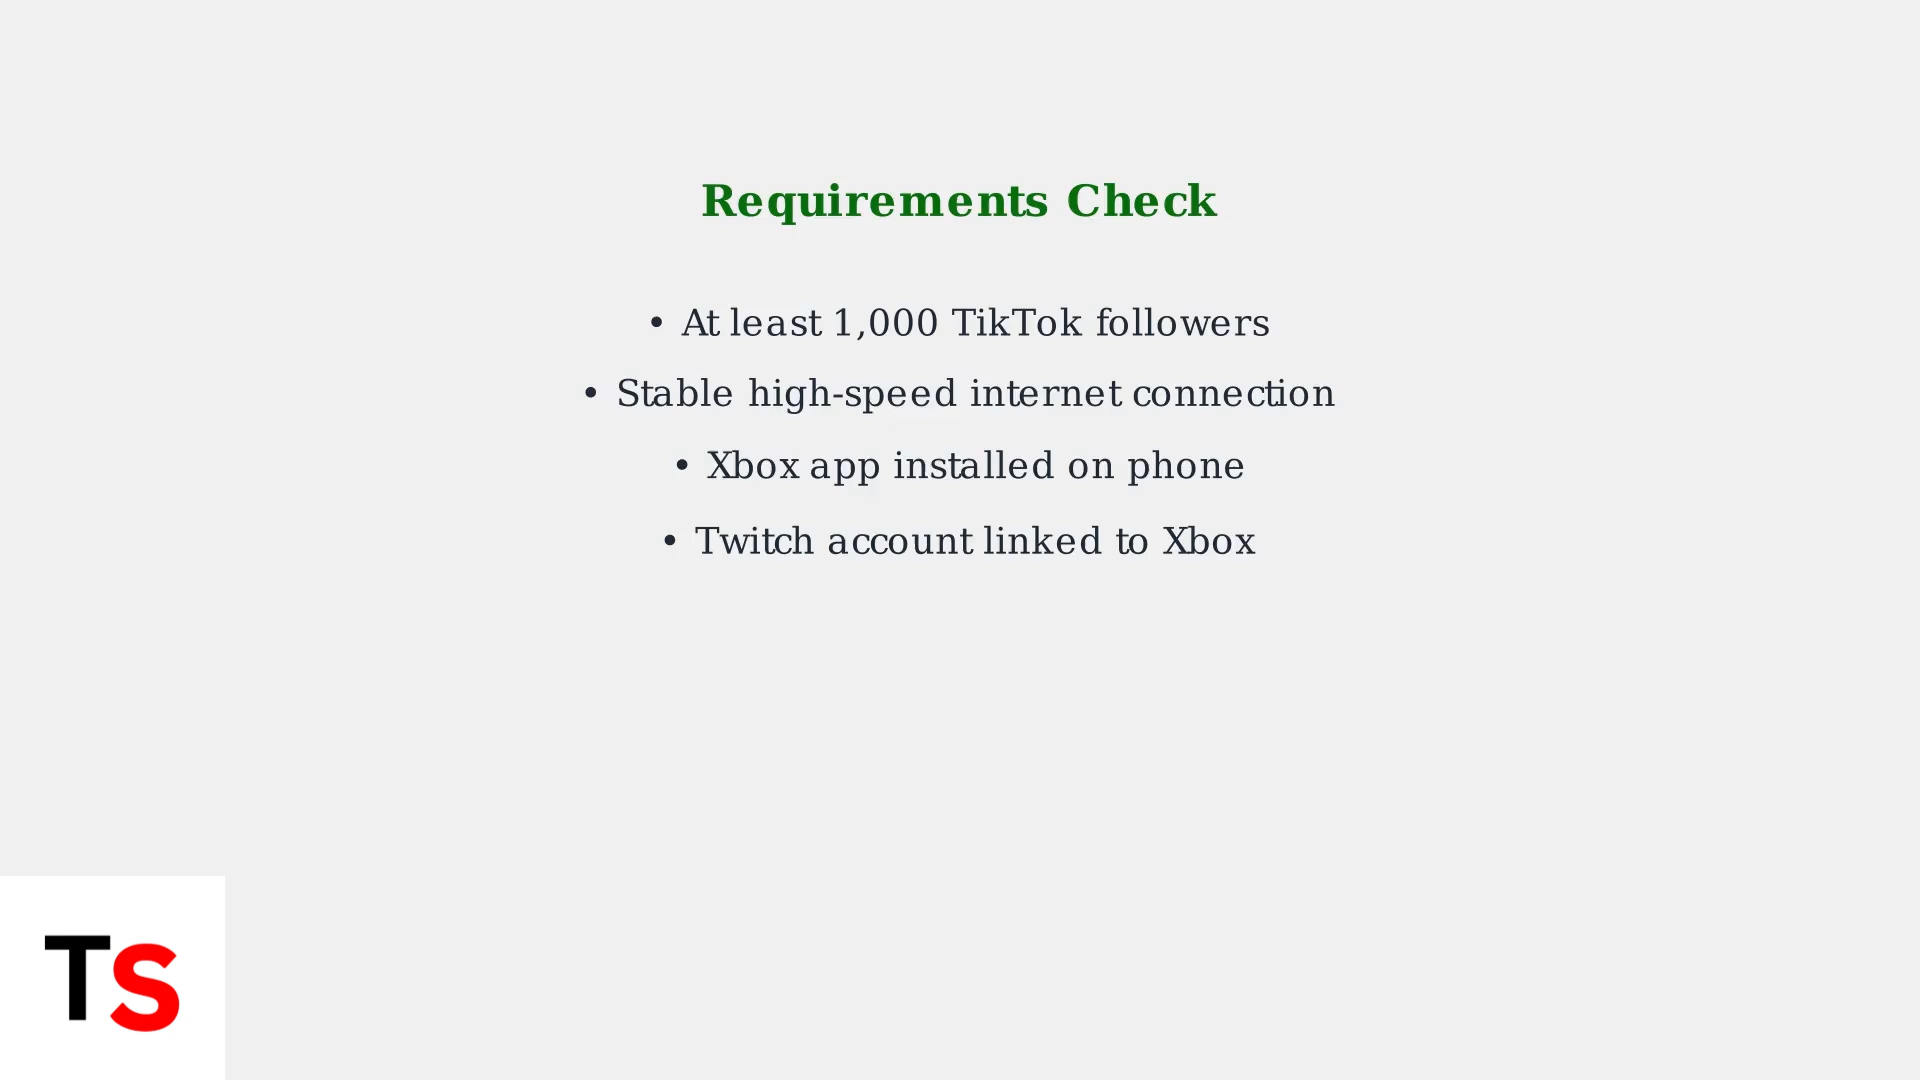 Requirements Check
• At least 1,000 TikTok followers
• Stable high-speed internet connection
• Xbox app installed on phone
• Twitch account linked to Xbox
TS